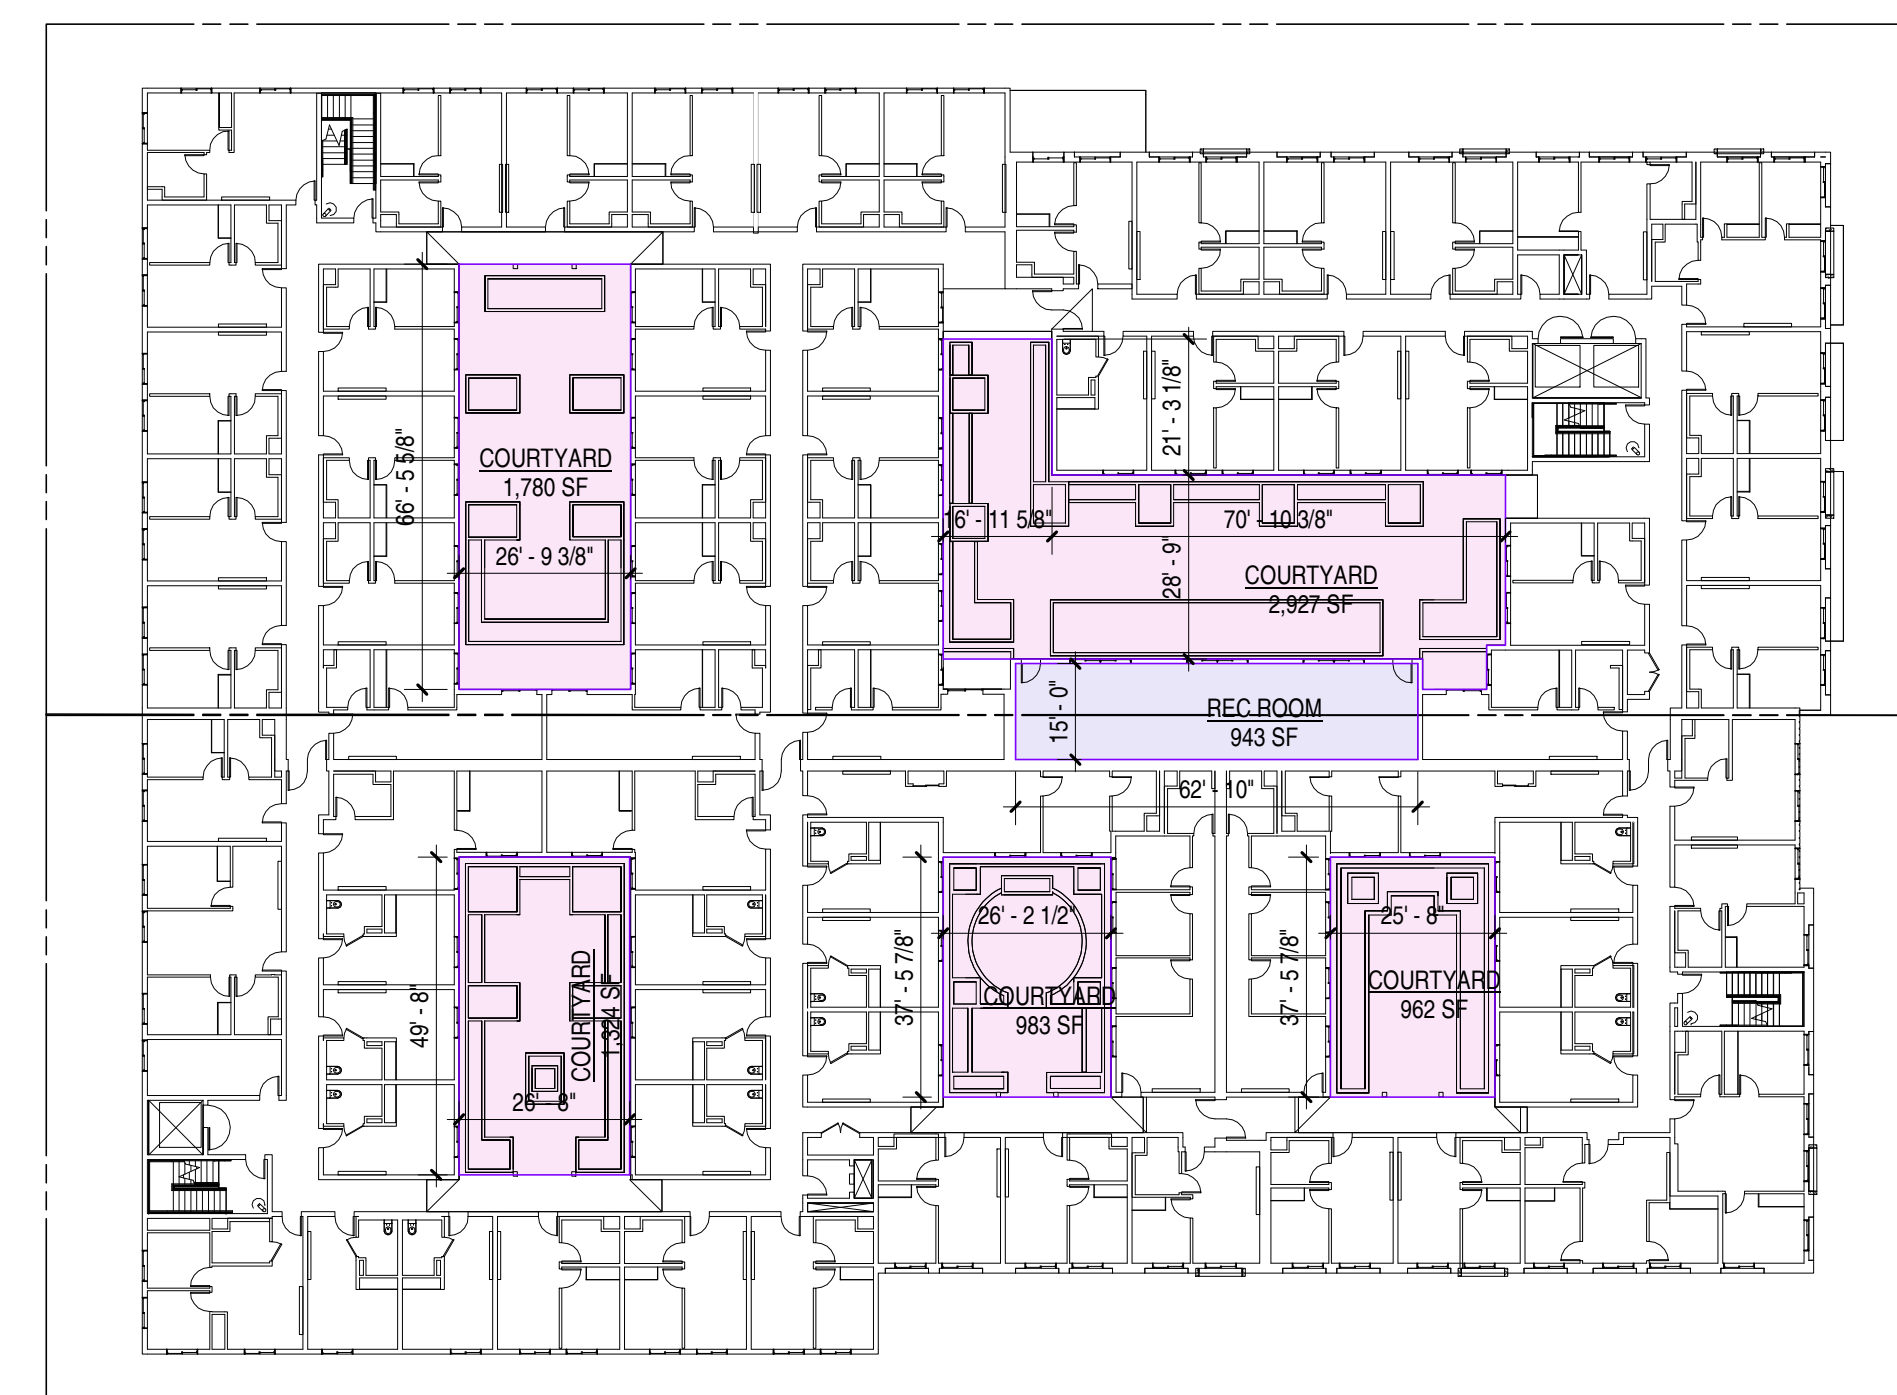 COURTYARD
1,780 SF
66' - 5 5/8"
26' - 9 3/8"
21' - 3 1/8"
16' - 11 5/8"
70' - 10 3/8"
28' - 9"
COURTYARD
2,927 SF
15' - 0"
REC ROOM
943 SF
62' - 10"
49' - 8"
COURTYARD
1,324 SF
26' - 8"
26' - 2 1/2"
37' - 5 7/8"
COURTYARD
983 SF
25' - 8"
37' - 5 7/8"
COURTYARD
962 SF